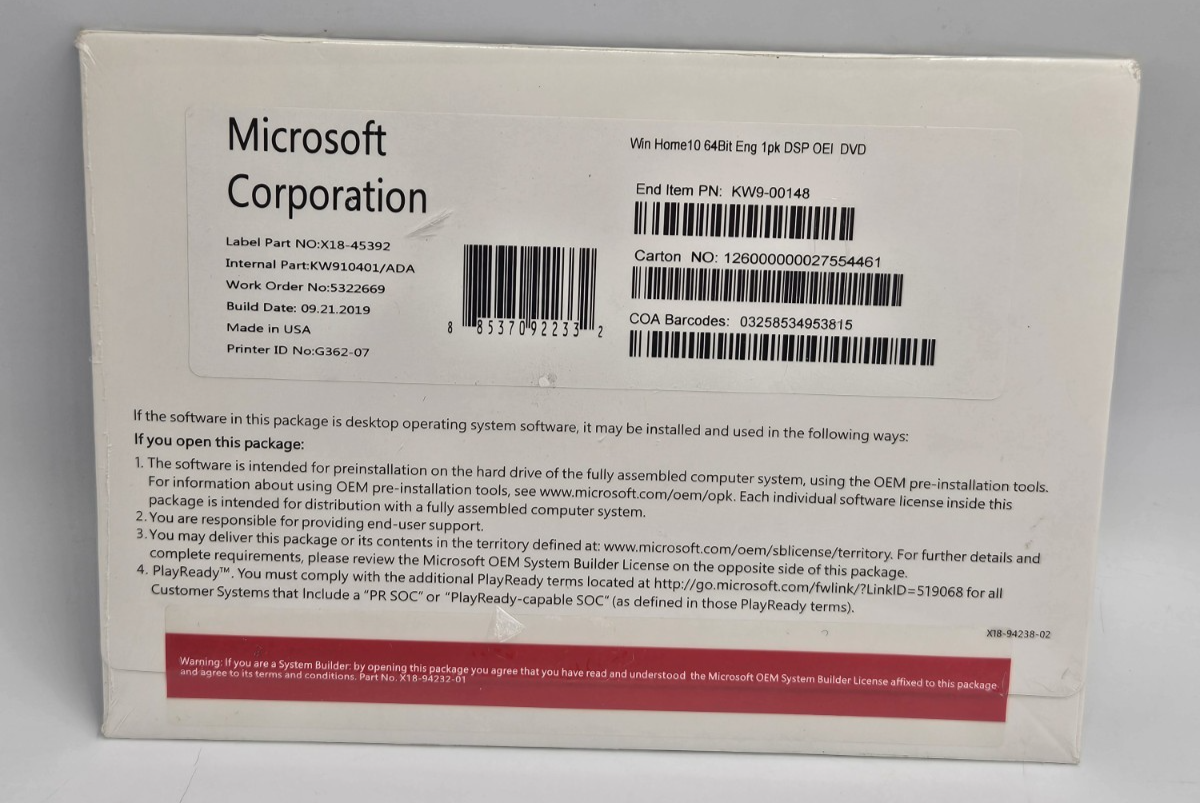 Microsoft
Corporation
Label Part NO:X18-45392
Internal Part:KW910401/ADA
Work Order No:5322669
Build Date: 09.21.2019
Made in USA
Printer ID No:G362-07
8 85370 92233 2
Win Home10 64Bit Eng 1pk DSP OEI DVD
End Item PN: KW9-00148
Carton NO: 126000000027554461
COA Barcodes: 03258534953815
If the software in this package is desktop operating system software, it may be installed and used in the following ways:
If you open this package:
1. The software is intended for preinstallation on the hard drive of the fully assembled computer system, using the OEM pre-installation tools.
For information about using OEM pre-installation tools, see www.microsoft.com/oem/opk. Each individual software license inside this
package is intended for distribution with a fully assembled computer system.
2. You are responsible for providing end-user support.
3. You may deliver this package or its contents in the territory defined at: www.microsoft.com/oem/sblicense/territory. For further details and
complete requirements, please review the Microsoft OEM System Builder License on the opposite side of this package.
4. PlayReady™. You must comply with the additional PlayReady terms located at http://go.microsoft.com/fwlink/?LinkID=519068 for all
Customer Systems that Include a "PR SOC" or "PlayReady-capable SOC" (as defined in those PlayReady terms).
X18-94238-02
Warning: If you are a System Builder: by opening this package you agree that you have read and understood the Microsoft OEM System Builder License affixed to this package
and agree to its terms and conditions. Part No. X18-94232-01